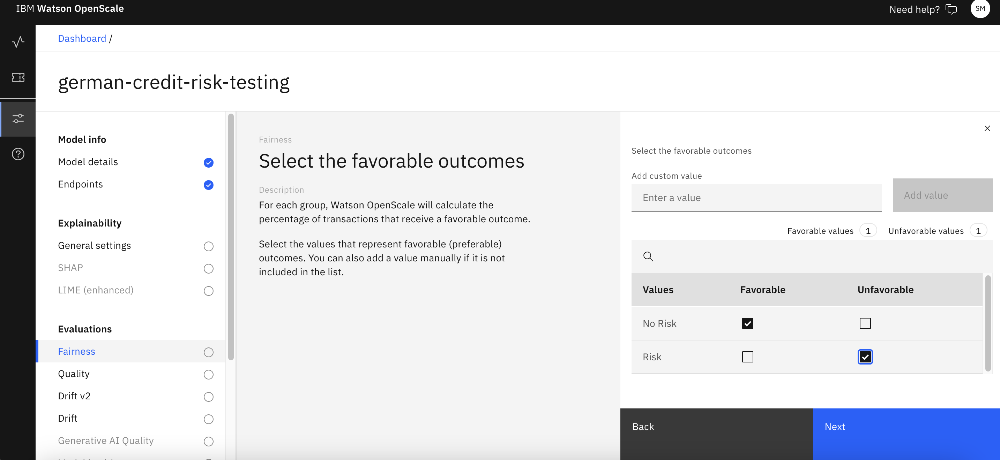 IBM Watson OpenScale
Need help?
SM
Dashboard /
german-credit-risk-testing
Model info
Model details
Endpoints
Explainability
General settings
SHAP
LIME (enhanced)
Evaluations
Fairness
Quality
Drift v2
Drift
Generative AI Quality
Fairness
Select the favorable outcomes
Description
For each group, Watson OpenScale will calculate the
percentage of transactions that receive a favorable outcome.
Select the values that represent favorable (preferable)
outcomes. You can also add a value manually if it is not
included in the list.
Select the favorable outcomes
Add custom value
Enter a value
Add value
Favorable values 1 Unfavorable values 1
Values Favorable Unfavorable
No Risk
Risk
Back
Next